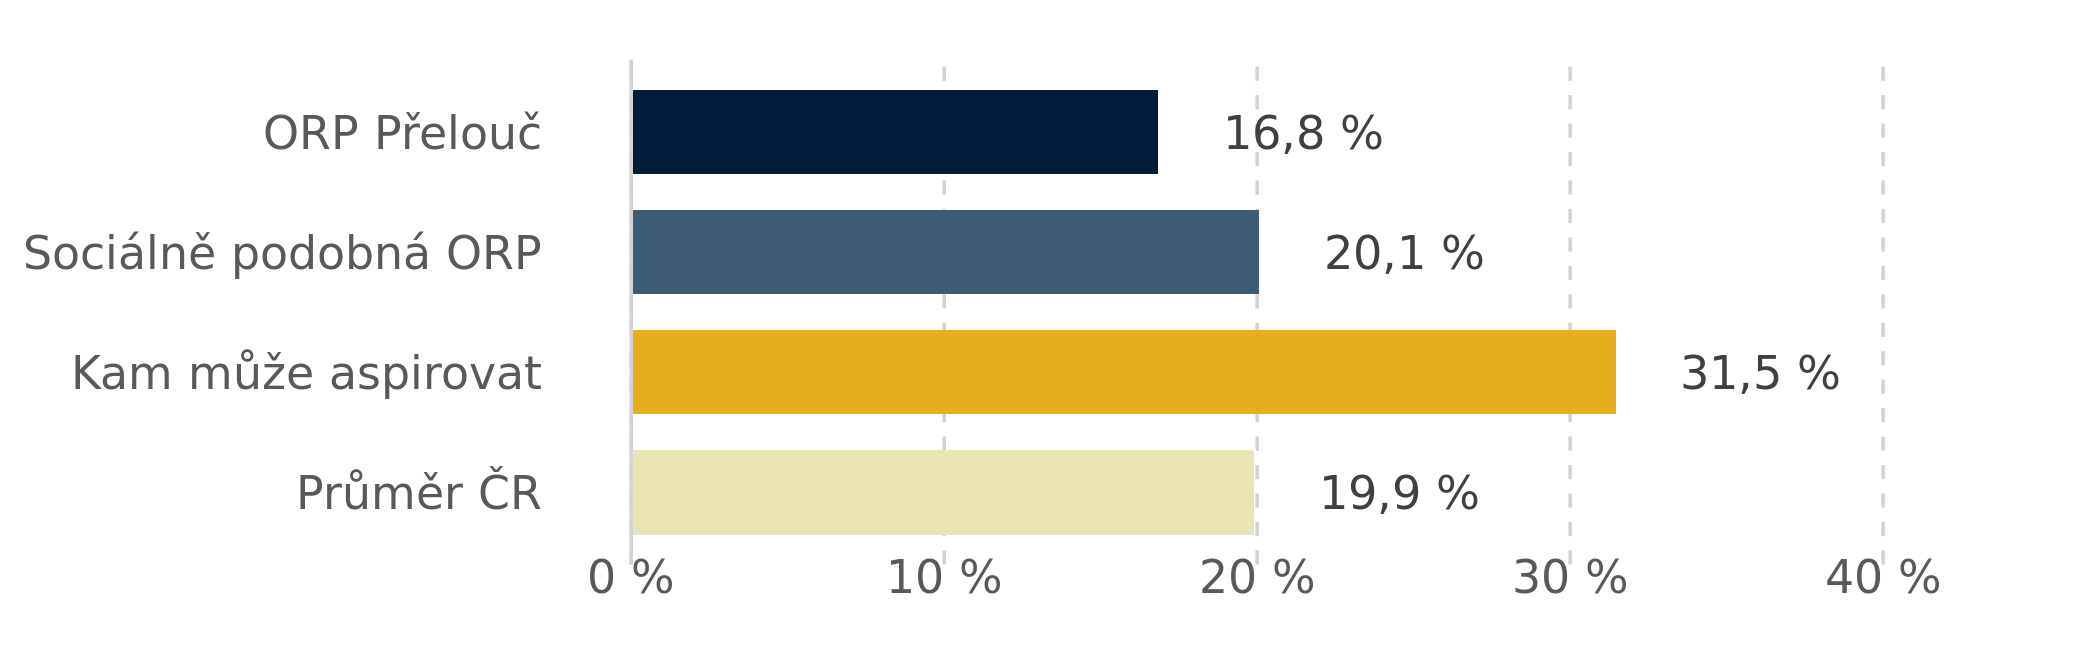 ORP Přelouč 16,8 %
Sociálně podobná ORP 20,1 %
Kam může aspirovat 31,5 %
Průměr ČR 19,9 %
0 % 10 % 20 % 30 % 40 %